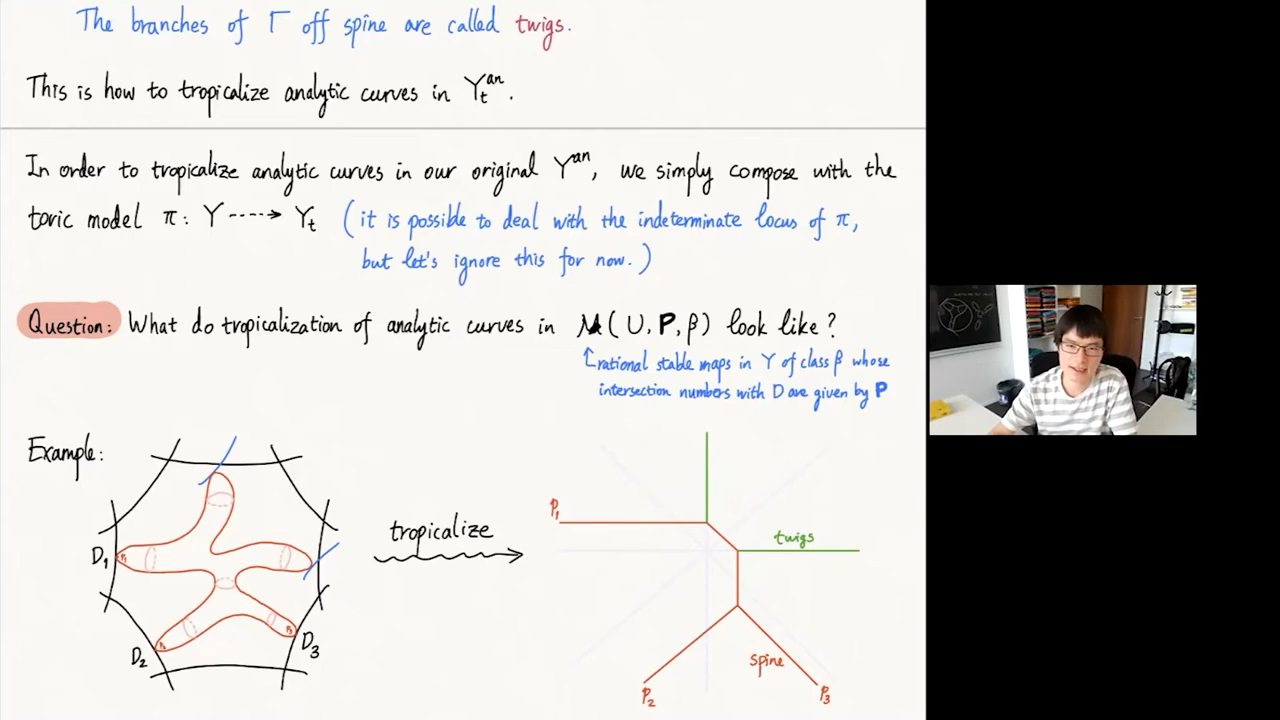 The branches of Γ off spine are called twigs.
This is how to tropicalize analytic curves in Y_t^an.
In order to tropicalize analytic curves in our original Y^an, we simply compose with the
toric model π: Y ----> Y_t (it is possible to deal with the indeterminate locus of π,
but let's ignore this for now.)
Question: What do tropicalization of analytic curves in M(U, P, β) look like?
↑rational stable maps in Y of class β whose
intersection numbers with D are given by P
Example:
D₁
P₁
D₂
P₂
D₃
P₃
tropicalize
P₁
twigs
spine
P₂
P₃